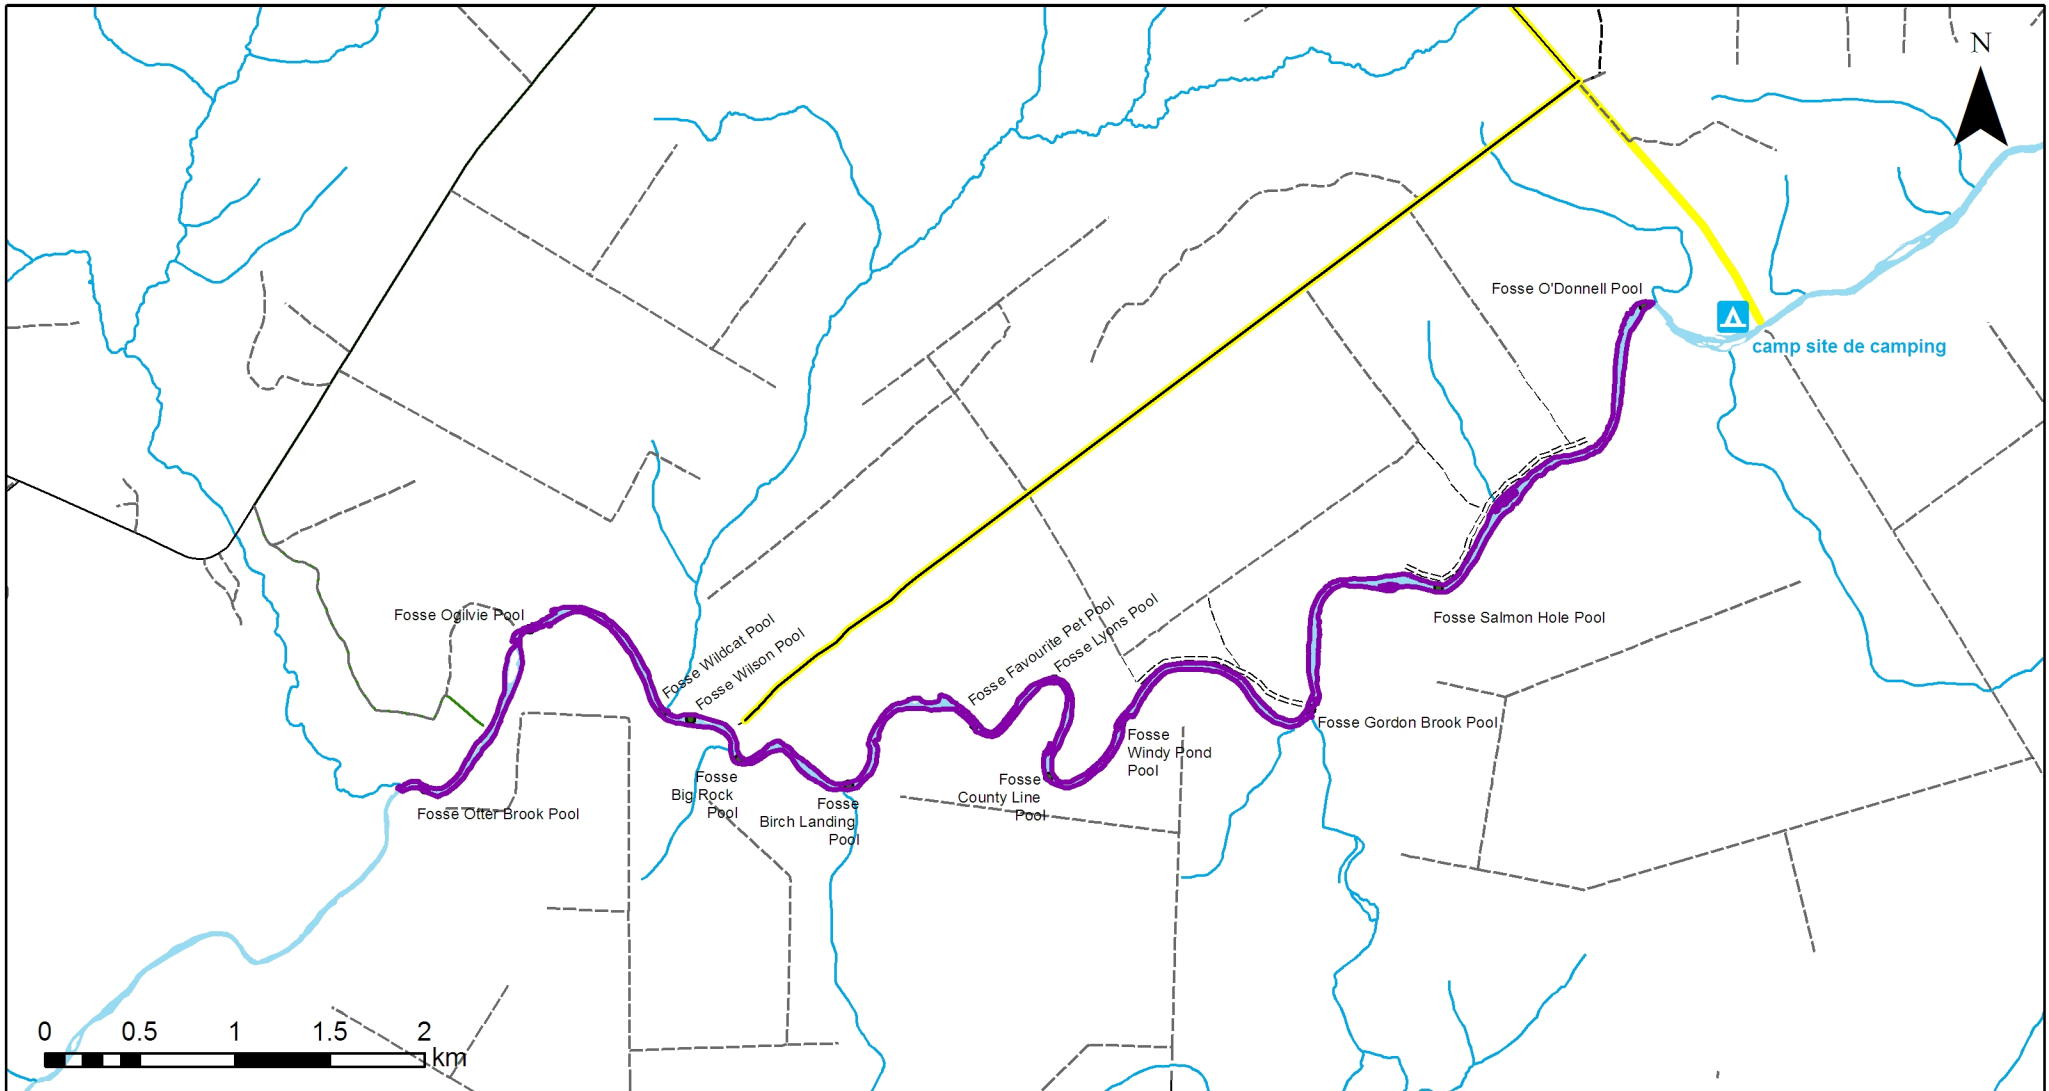 N
Fosse O'Donnell Pool
camp site de camping
Fosse Ogilvie Pool
Fosse Wildcat Pool
Fosse Wilson Pool
Fosse Favourite Pet Pool
Fosse Lyons Pool
Fosse Salmon Hole Pool
Fosse Gordon Brook Pool
Fosse
Windy Pond
Pool
Fosse
Big Rock
Pool
Fosse
County Line
Pool
Fosse
Birch Landing
Pool
Fosse Otter Brook Pool
0 0.5 1 1.5 2
km